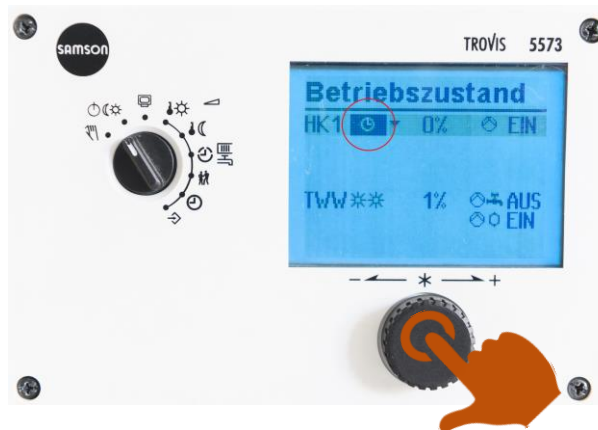 samson
TROVIS 5573
Betriebszustand
HK1 0% EIN
TWW 1% AUS
EIN
- * +